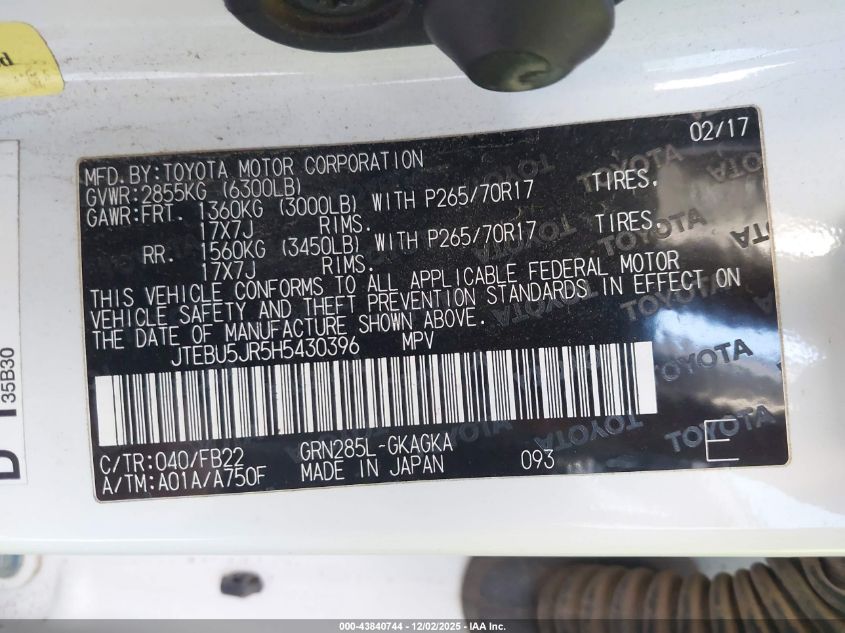 02/17
MFD.BY:TOYOTA MOTOR CORPORATION
GVWR:2855KG (6300LB)
GAWR:FRT. 1360KG (3000LB) WITH P265/70R17 TIRES.
17X7J RIMS.
RR. 1560KG (3450LB) WITH P265/70R17 TIRES.
17X7J RIMS.
THIS VEHICLE CONFORMS TO ALL APPLICABLE FEDERAL MOTOR
VEHICLE SAFETY AND THEFT PREVENTION STANDARDS IN EFFECT ON
THE DATE OF MANUFACTURE SHOWN ABOVE.
JTEBU5JR5H5430396 MPV
C/TR:040/FB22 GRN285L-GKAGKA
A/TM:A01A/A750F MADE IN JAPAN 093 E
TOYOTA
35B30
000-43840744 - 12/02/2025 - © IAA Inc.